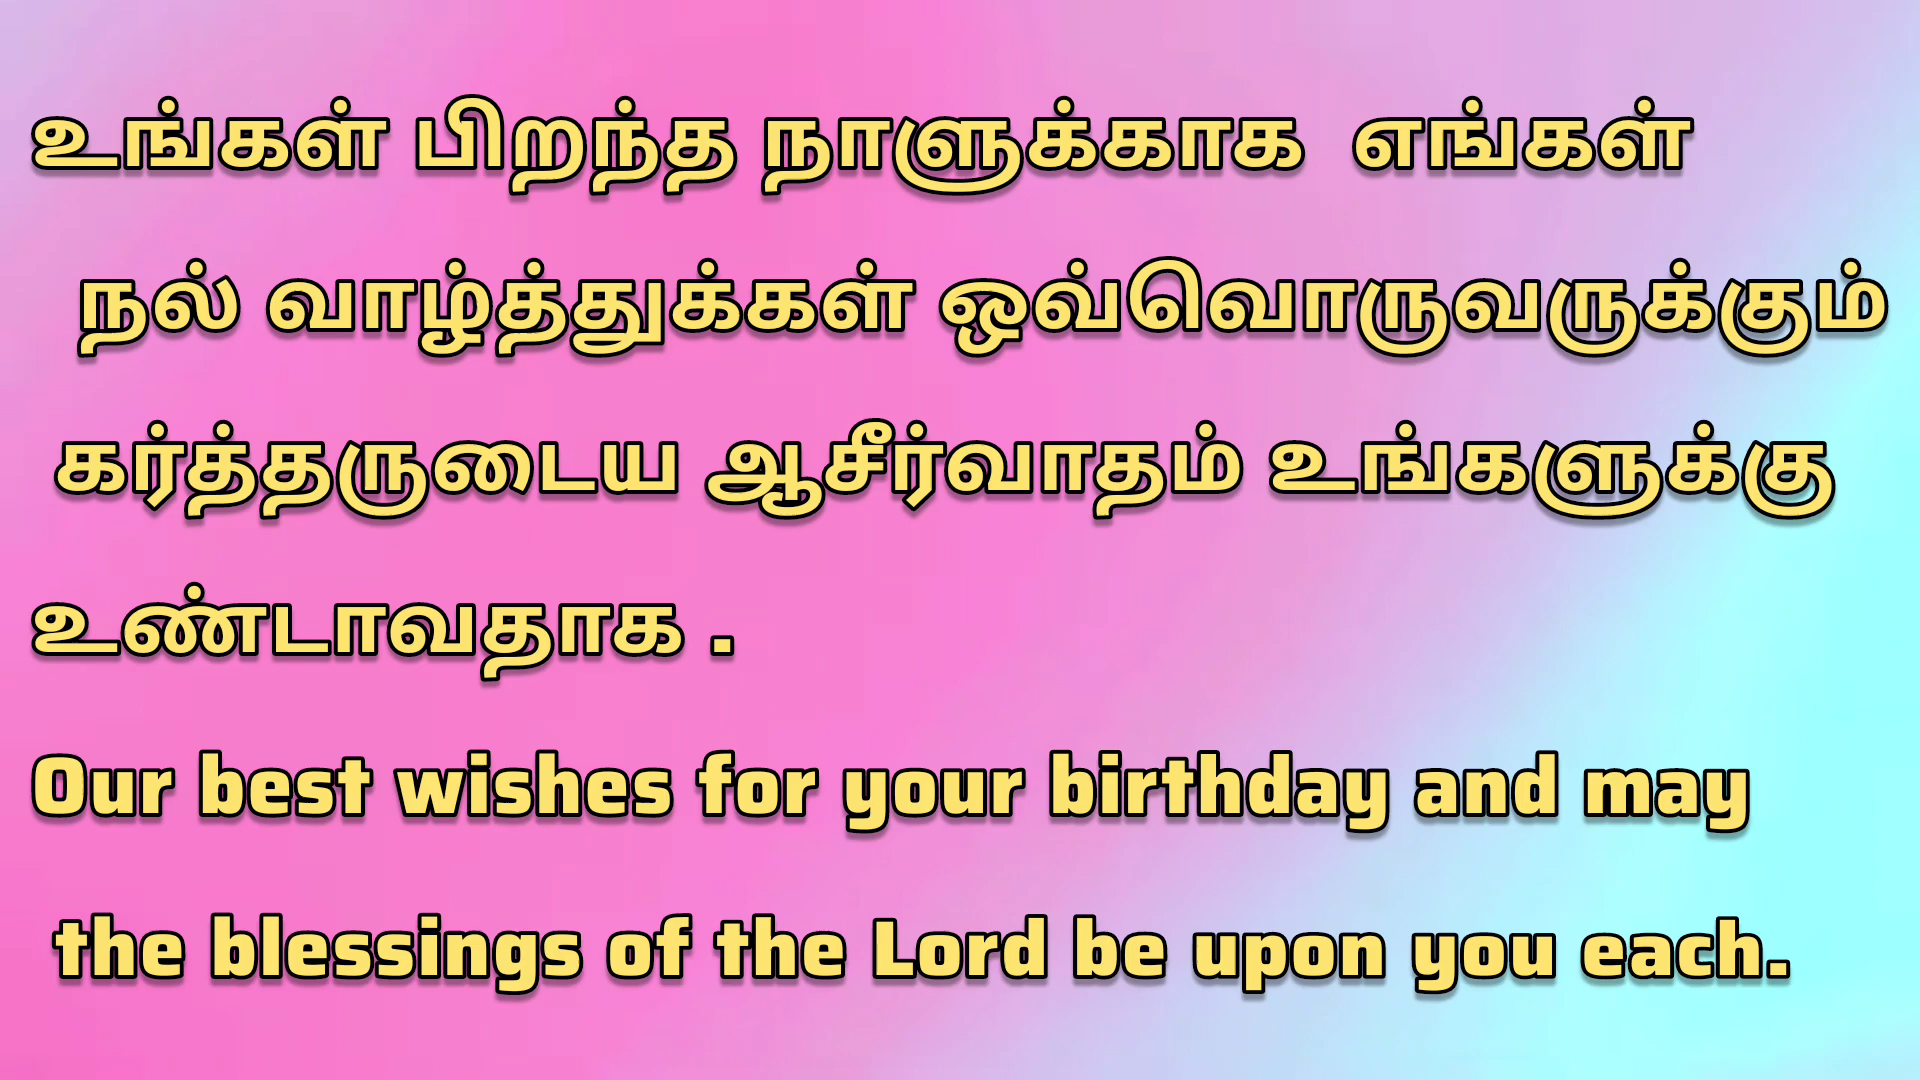 உங்கள் பிறந்த நாளுக்காக எங்கள்
நல் வாழ்த்துக்கள் ஒவ்வொருவருக்கும்
கர்த்தருடைய ஆசீர்வாதம் உங்களுக்கு
உண்டாவதாக .
Our best wishes for your birthday and may
the blessings of the Lord be upon you each.